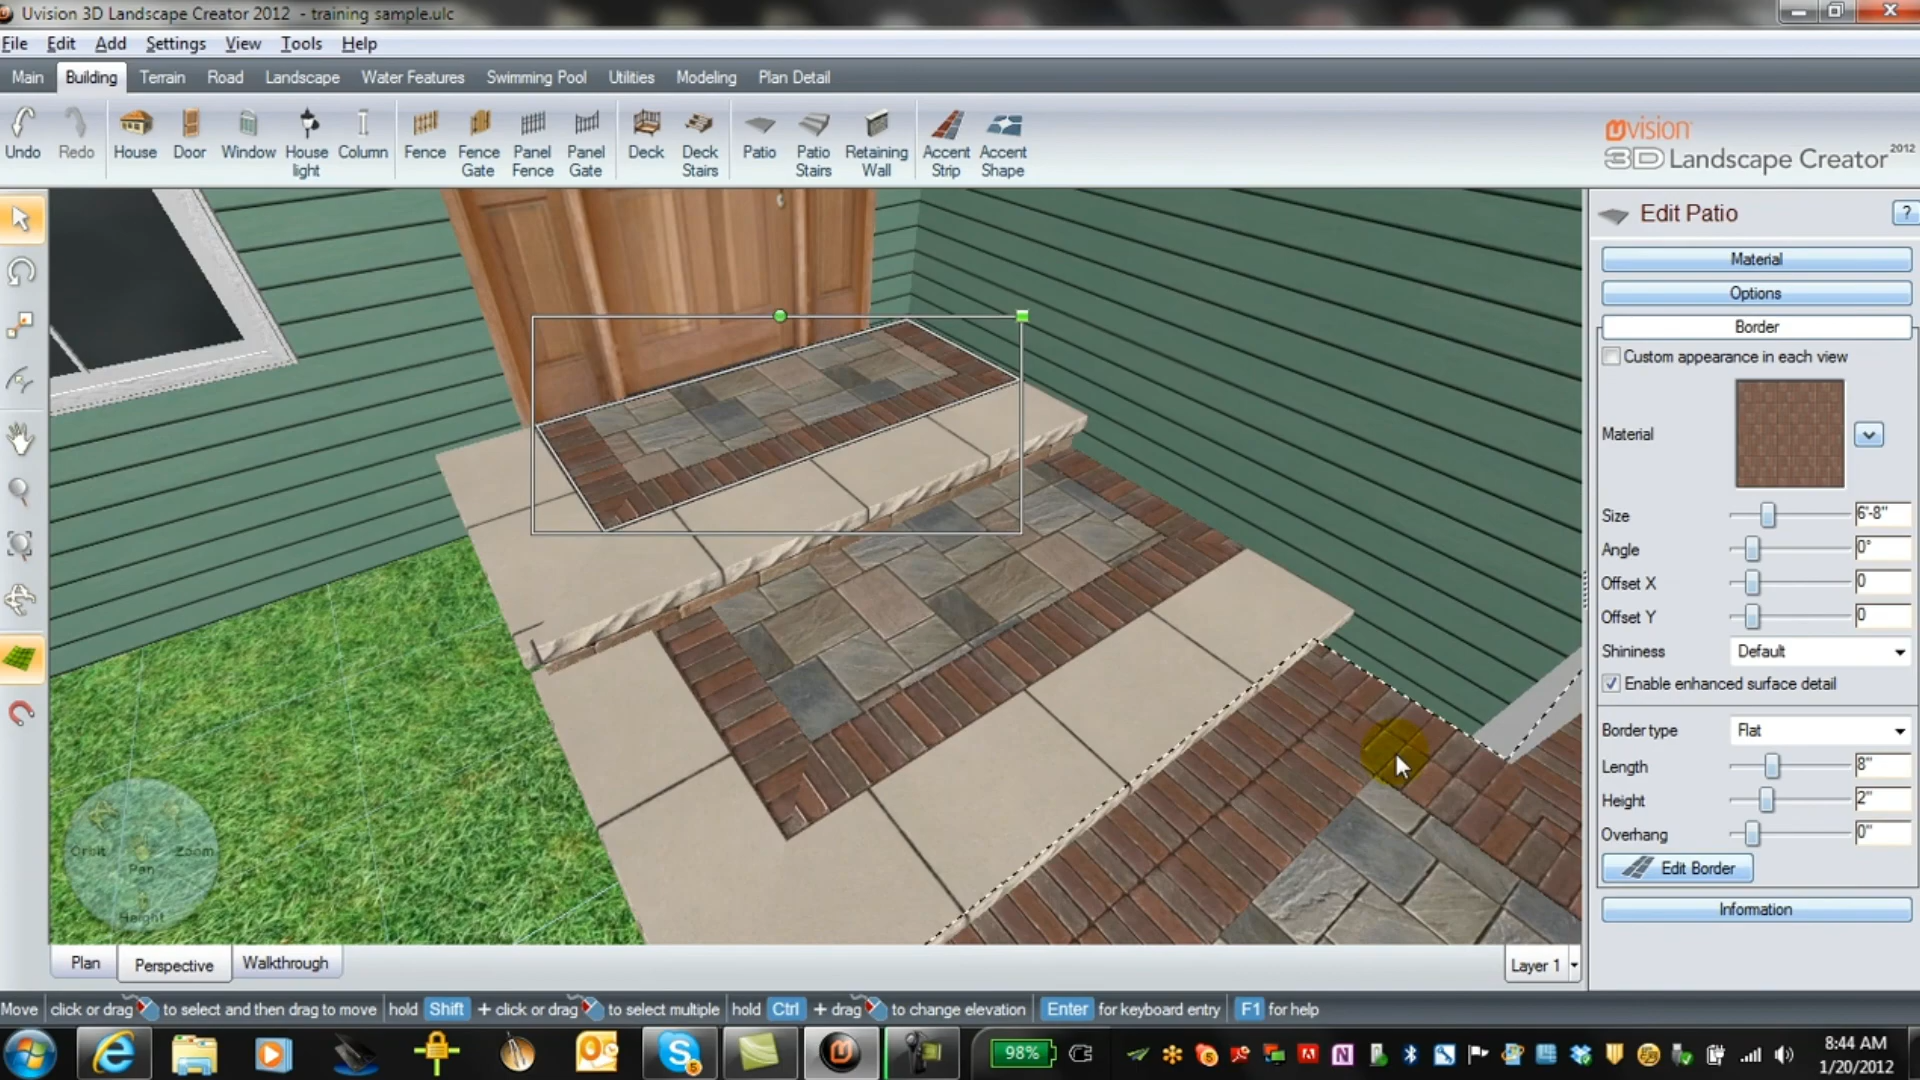 Uvision 3D Landscape Creator 2012 - training sample.ulc
File Edit Add Settings View Tools Help
Main Building Terrain Road Landscape Water Features Swimming Pool Utilities Modeling Plan Detail
Undo Redo House Door Window House light Column Fence Fence Gate Panel Fence Panel Gate Deck Deck Stairs Patio Patio Stairs Retaining Wall Accent Strip Accent Shape
uvision
3D Landscape Creator 2012
Edit Patio ?
Material
Options
Border
Custom appearance in each view
Material
Size 6'-8"
Angle 0°
Offset X 0
Offset Y 0
Shininess Default
Enable enhanced surface detail
Border type Flat
Length 8"
Height 2"
Overhang 0"
Edit Border
Information
Orbit Zoom
Pan
Height
Plan Perspective Walkthrough Layer 1
Move click or drag to select and then drag to move hold Shift + click or drag to select multiple hold Ctrl + drag to change elevation Enter for keyboard entry F1 for help
98%
8:44 AM
1/20/2012